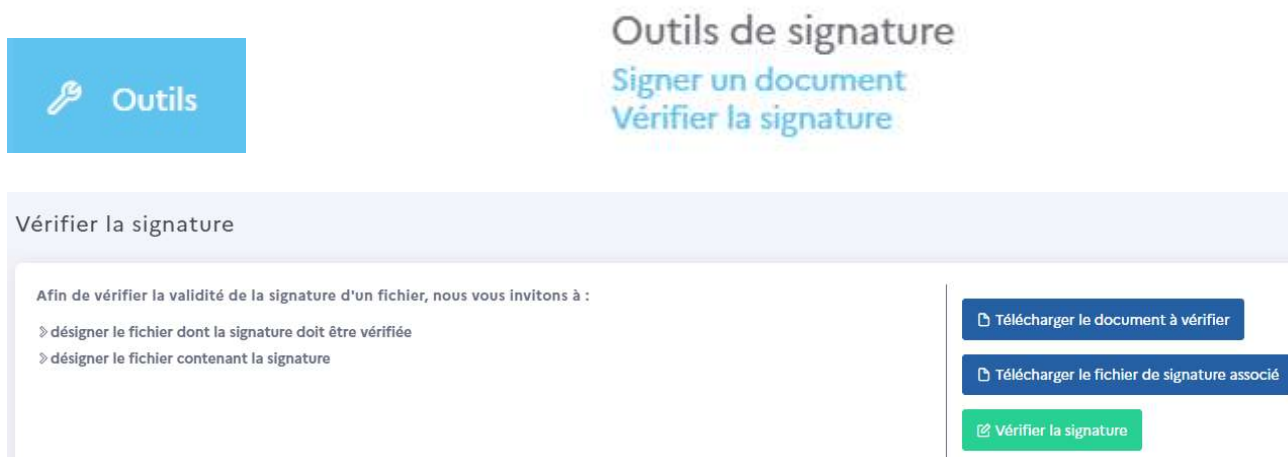 Outils
Outils de signature
Signer un document
Vérifier la signature
Vérifier la signature
Afin de vérifier la validité de la signature d'un fichier, nous vous invitons à :
désigner le fichier dont la signature doit être vérifiée
désigner le fichier contenant la signature
Télécharger le document à vérifier
Télécharger le fichier de signature associé
Vérifier la signature